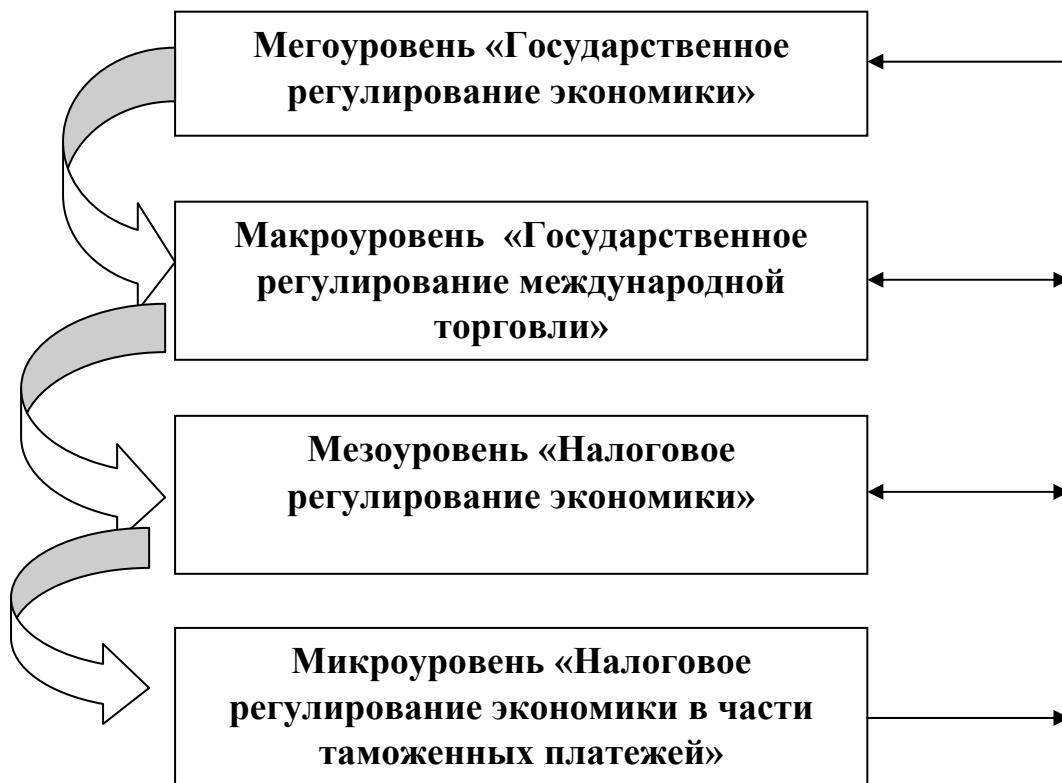 Мегоуровень «Государственное
регулирование экономики»
Макроуровень «Государственное
регулирование международной
торговли»
Мезоуровень «Налоговое
регулирование экономики»
Микроуровень «Налоговое
регулирование экономики в части
таможенных платежей»